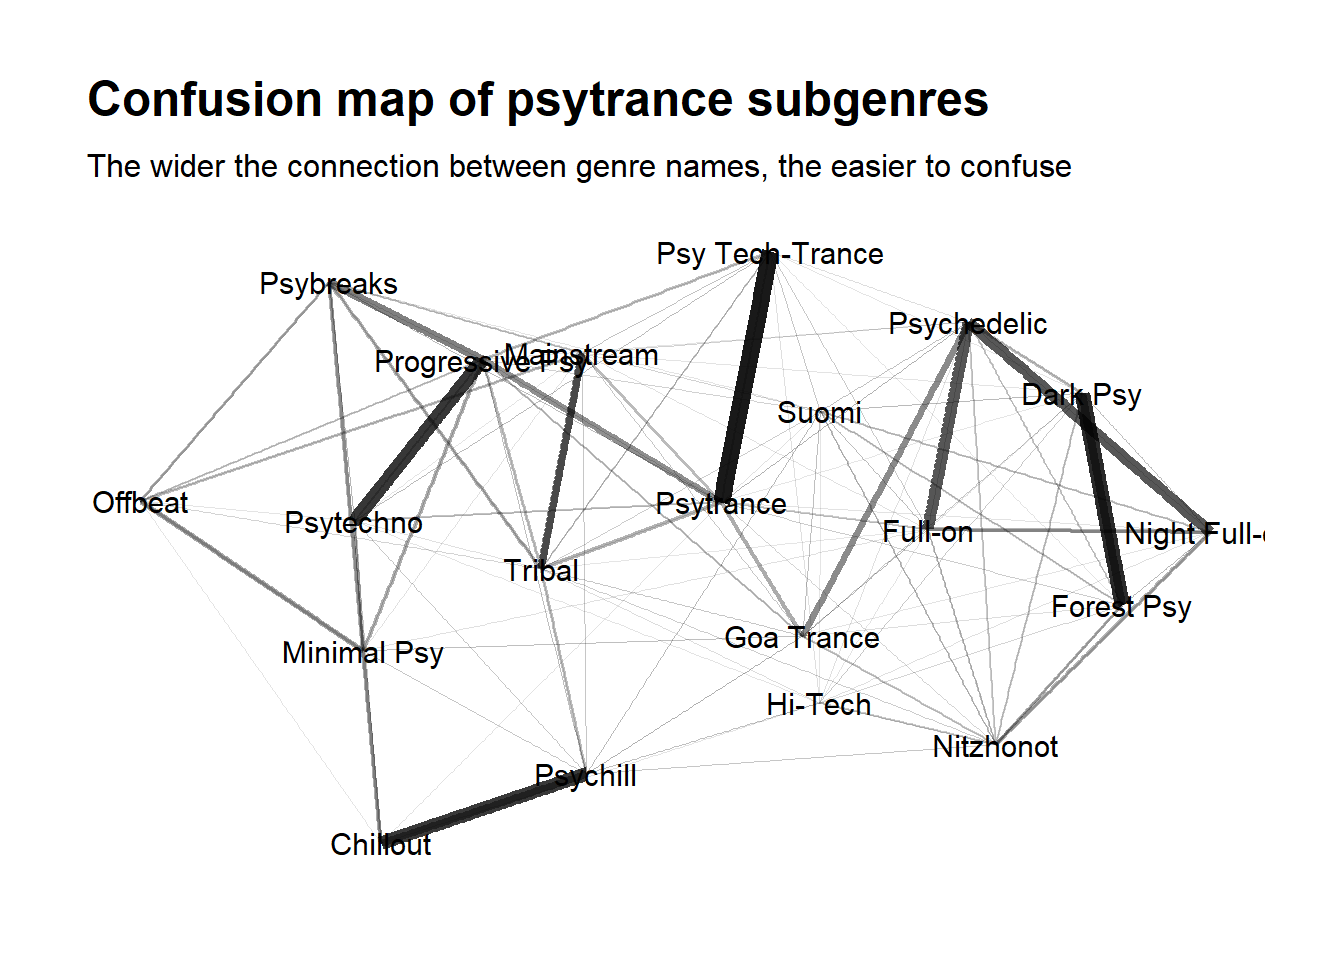 Confusion map of psytrance subgenres
The wider the connection between genre names, the easier to confuse
Psy Tech-Trance
Psybreaks
Psychedelic
Mainstream
Progressive Psy
Dark Psy
Suomi
Offbeat
Psytrance
Psytechno
Full-on
Night Full-
Tribal
Forest Psy
Goa Trance
Minimal Psy
Hi-Tech
Nitzhonot
Psychill
Chillout